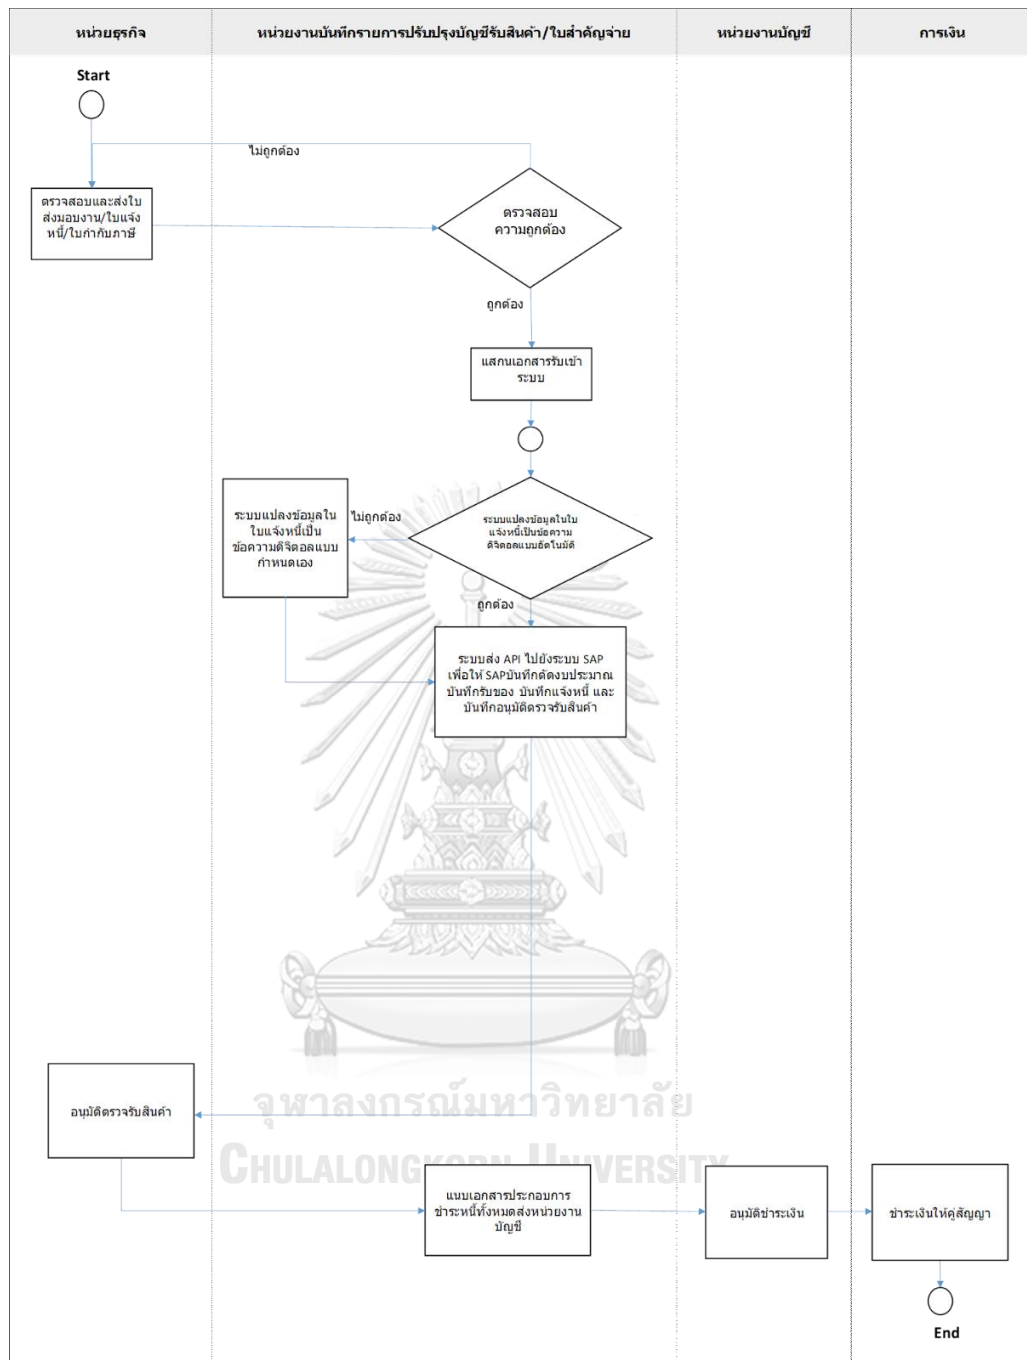 หน่วยธุรกิจ
หน่วยงานบันทึกรายการปรับปรุงบัญชีรับสินค้า/ใบสำคัญจ่าย
หน่วยงานบัญชี
การเงิน
Start
ไม่ถูกต้อง
ตรวจสอบและส่งใบ
ส่งมอบงาน/ใบแจ้ง
หนี้/ใบกำกับภาษี
ตรวจสอบ
ความถูกต้อง
ถูกต้อง
แสกนเอกสารรับเข้า
ระบบ
ระบบแปลงข้อมูลใน
ใบแจ้งหนี้เป็น
ข้อความดิจิตอลแบบ
กำหนดเอง
ไม่ถูกต้อง
ระบบแปลงข้อมูลในใบ
แจ้งหนี้เป็นข้อความ
ดิจิตอลแบบอัตโนมัติ
ถูกต้อง
ระบบส่ง API ไปยังระบบ SAP
เพื่อให้ SAPบันทึกตัดงบประมาณ
บันทึกรับของ บันทึกแจ้งหนี้ และ
บันทึกอนุมัติตรวจรับสินค้า
อนุมัติตรวจรับสินค้า
จุฬาลงกรณ์มหาวิทยาลัย
CHULALONGKORN UNIVERSITY
แนบเอกสารประกอบการ
ชำระหนี้ทั้งหมดส่งหน่วยงาน
บัญชี
อนุมัติชำระเงิน
ชำระเงินให้คู่สัญญา
End